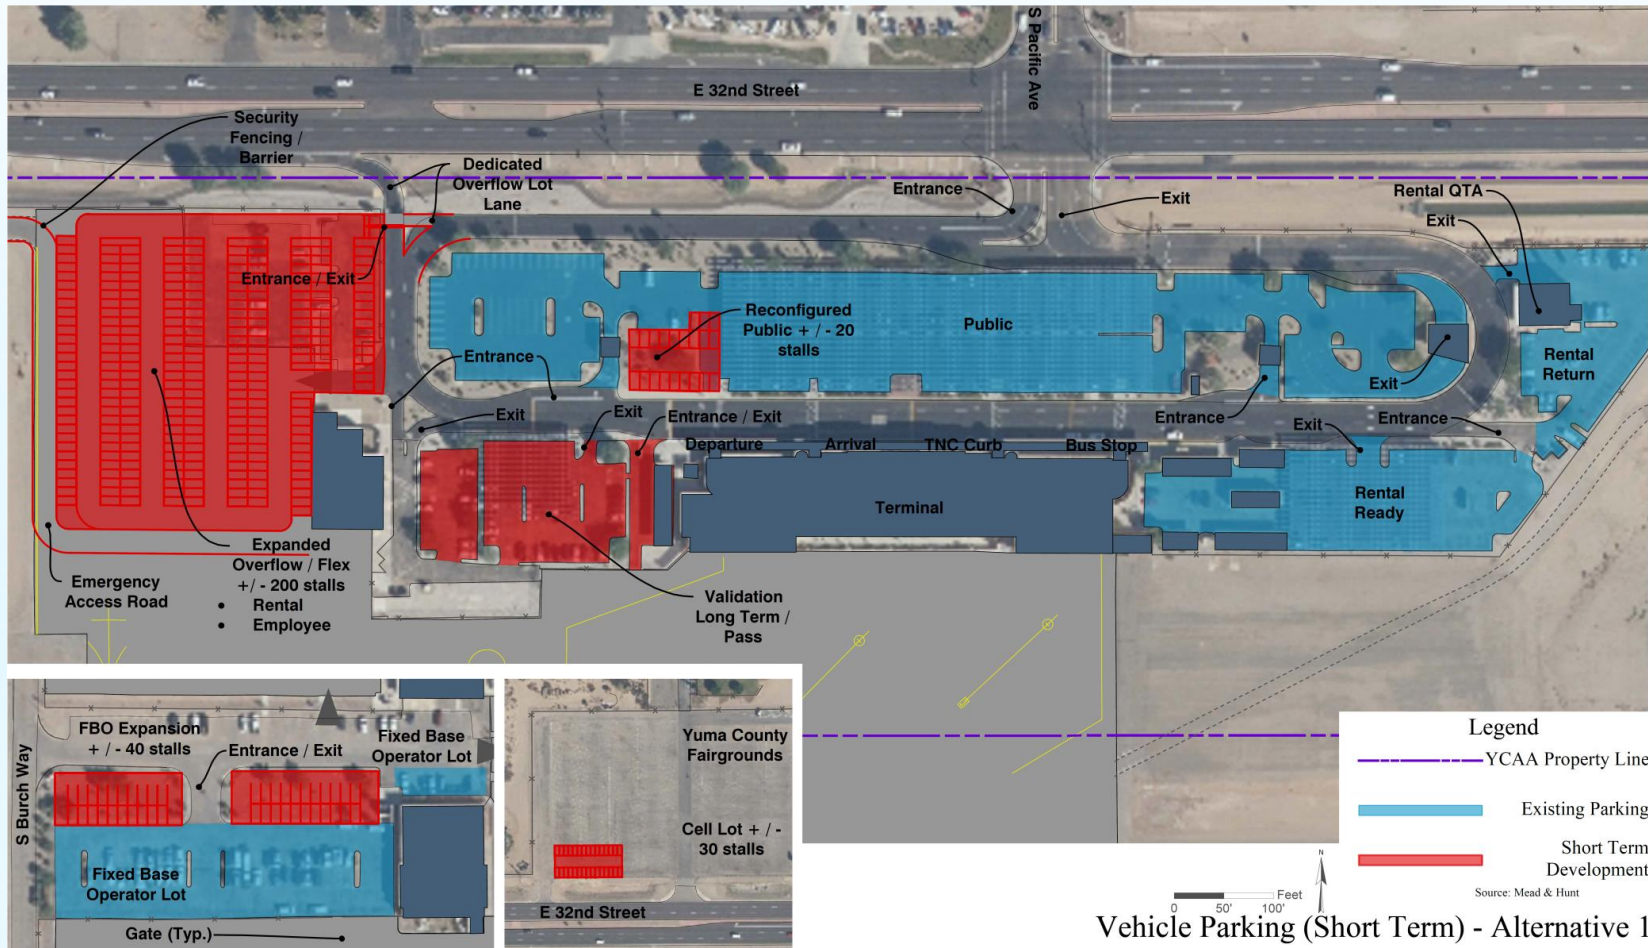 S Pacific Ave
E 32nd Street
Security
Fencing /
Barrier
Dedicated
Overflow Lot
Lane
Entrance
Exit
Rental QTA
Exit
Entrance / Exit
Reconfigured
Public + / - 20
stalls
Public
Rental
Return
Entrance
Exit
Exit
Exit
Entrance / Exit
Entrance
Exit
Entrance
Departure
Arrival
TNC Curb
Bus Stop
Terminal
Rental
Ready
Expanded
Overflow / Flex
+ / - 200 stalls
• Rental
• Employee
Emergency
Access Road
Validation
Long Term /
Pass
S Burch Way
FBO Expansion
+ / - 40 stalls
Entrance / Exit
Fixed Base
Operator Lot
Fixed Base
Operator Lot
Gate (Typ.)
Yuma County
Fairgrounds
Cell Lot + / -
30 stalls
E 32nd Street
Legend
YCAA Property Line
Existing Parking
Short Term
Development
Source: Mead & Hunt
N
Feet
0 50' 100'
Vehicle Parking (Short Term) - Alternative 1